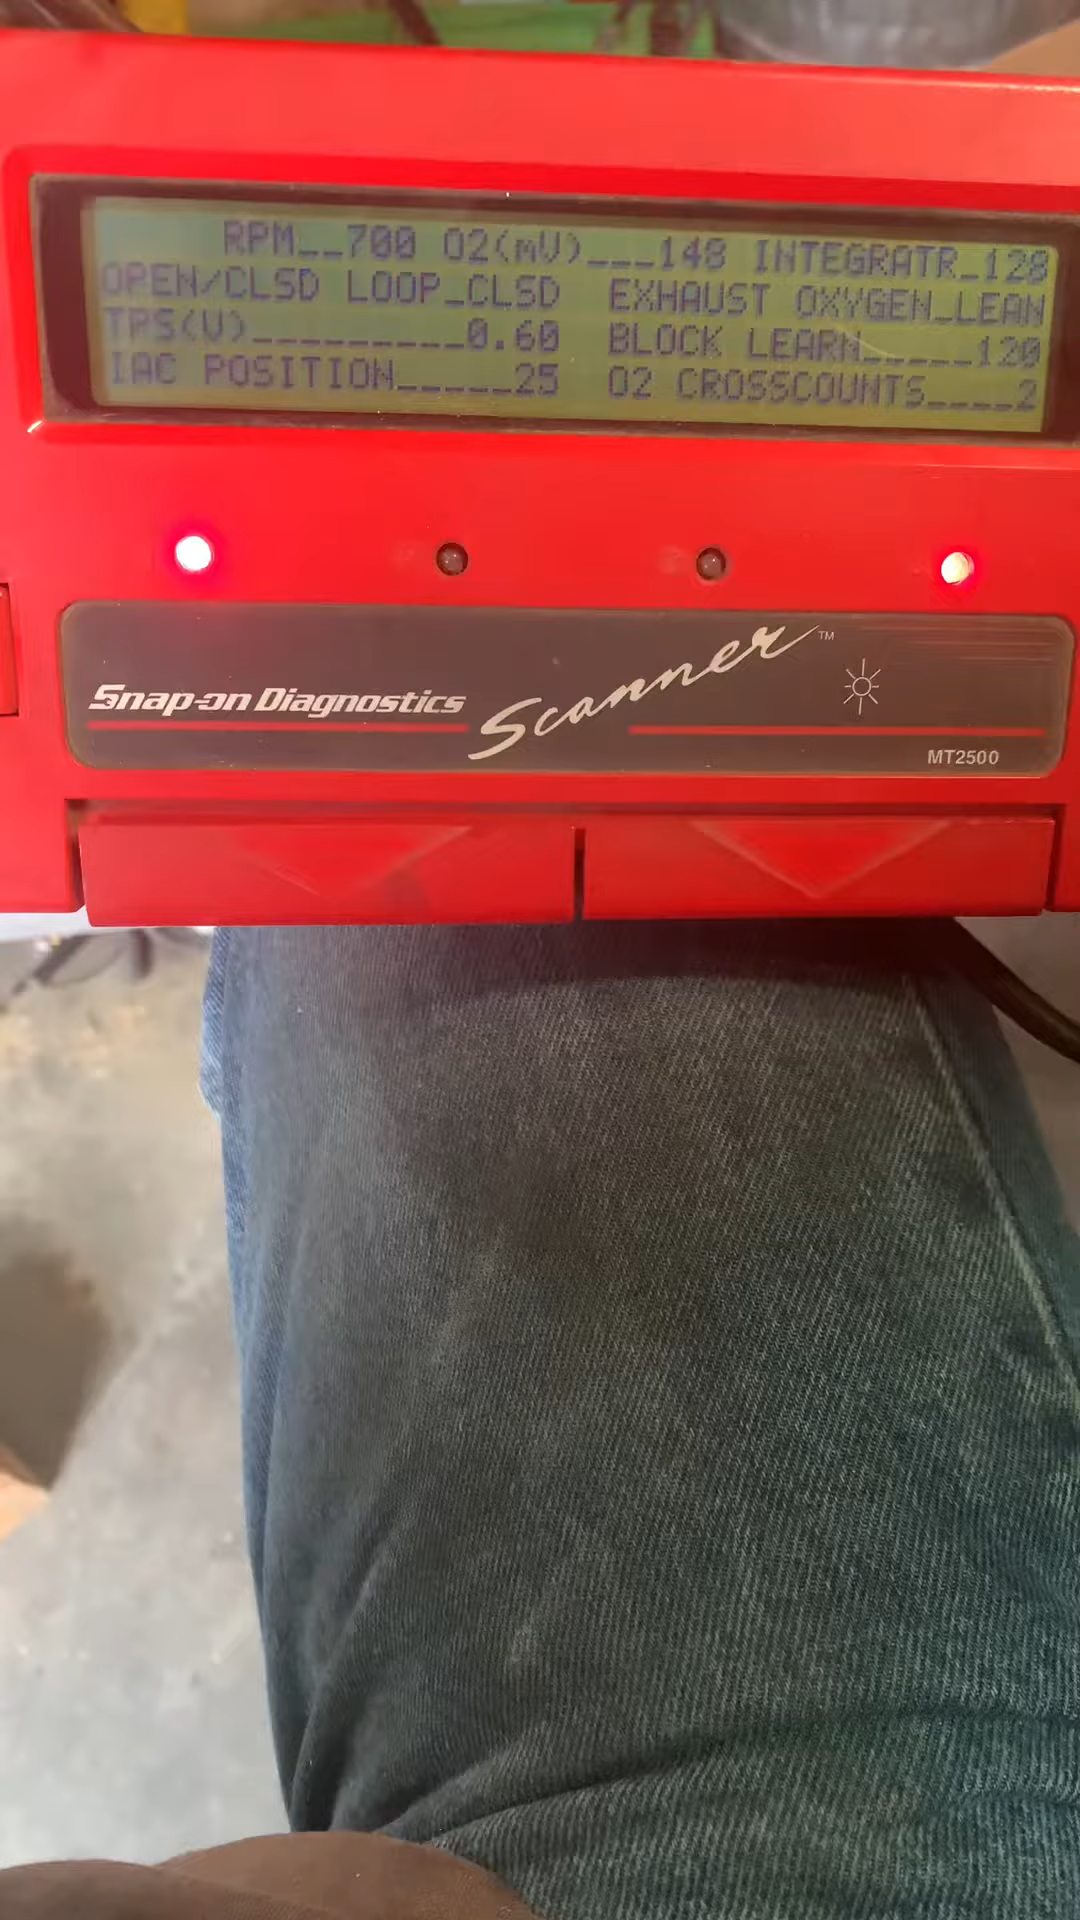 RPM__700 O2(mV)___148 INTEGRATR_128
OPEN/CLSD LOOP_CLSD EXHAUST OXYGEN_LEAN
TPS(V)_________0.60 BLOCK LEARN_____120
IAC POSITION_____25 O2 CROSSCOUNTS____2
Snap-on Diagnostics Scanner™
MT2500